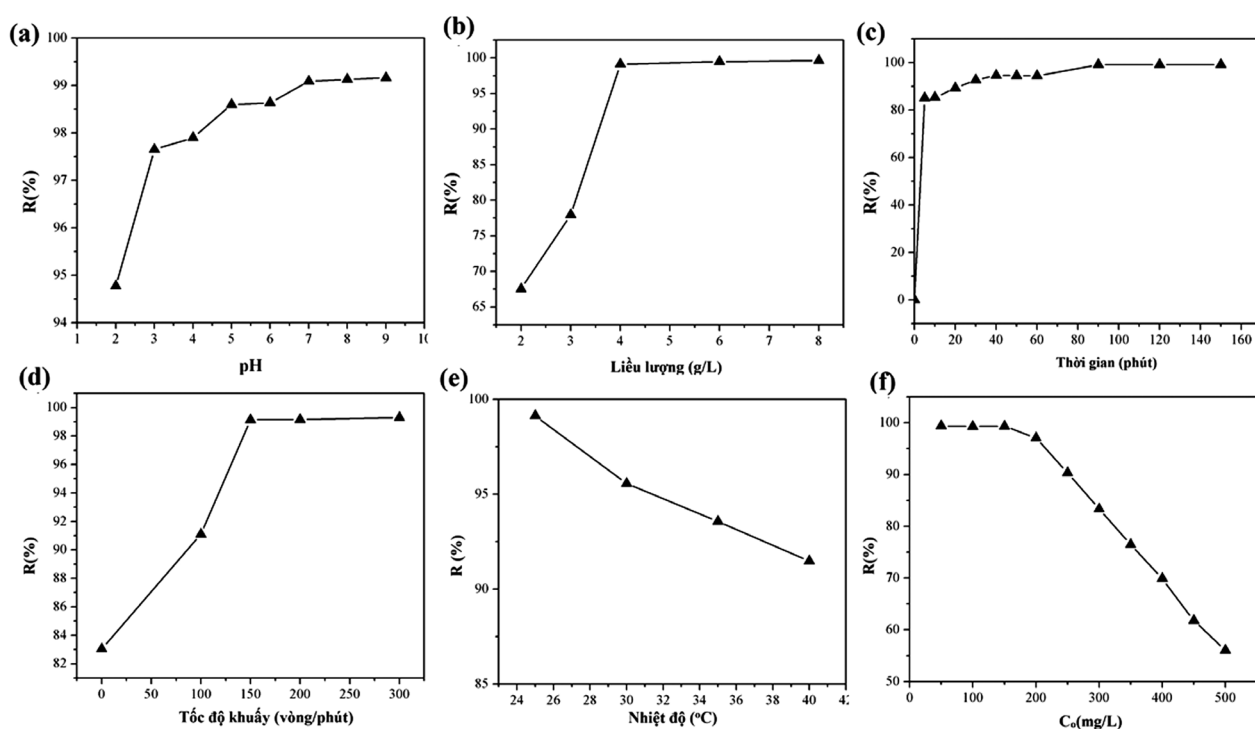 (a)
100
99
98
97
96
95
94
R(%)
1 2 3 4 5 6 7 8 9
pH
(b)
100
95
90
85
80
75
70
65
R(%)
2 3 4 5 6 7 8
Liều lượng (g/L)
(c)
100
80
60
40
20
0
R(%)
0 20 40 60 80 100 120 140 160
Thời gian (phút)
(d)
100
98
96
94
92
90
88
86
84
82
R(%)
0 50 100 150 200 250 300
Tốc độ khuấy (vòng/phút)
(e)
100
95
90
85
R (%)
24 26 28 30 32 34 36 38 40 42
Nhiệt độ (°C)
(f)
100
90
80
70
60
50
R(%)
0 100 200 300 400 500
Cₒ(mg/L)